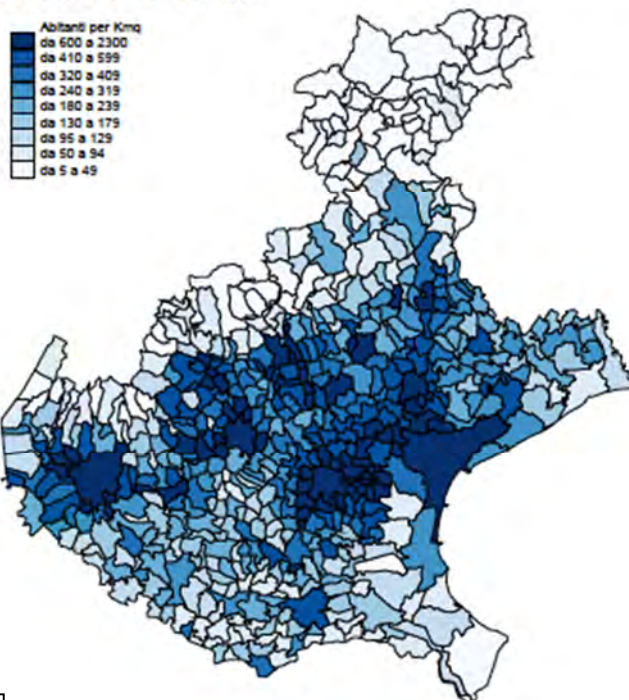 Abitanti per Kmq
da 600 a 2300
da 410 a 599
da 320 a 409
da 240 a 319
da 180 a 239
da 130 a 179
da 95 a 129
da 50 a 94
da 5 a 49